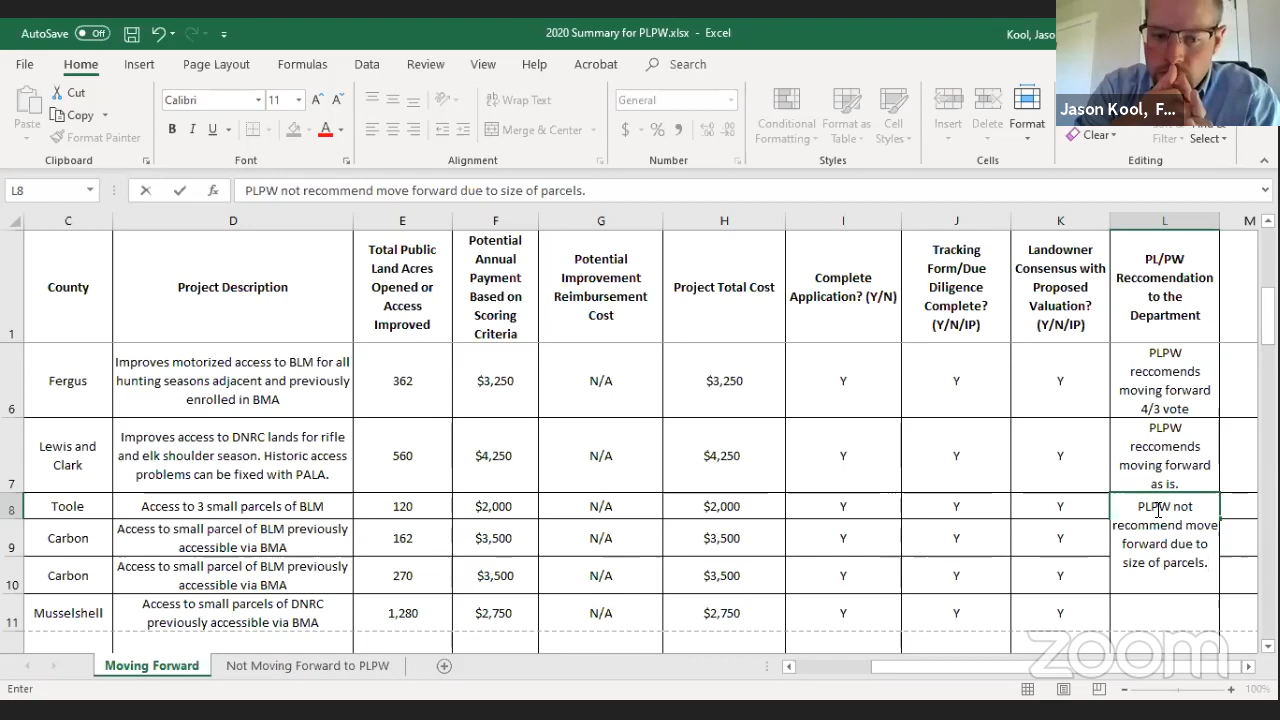 AutoSave Off 2020 Summary for PLPW.xlsx - Excel Kool, Jaso
File Home Insert Page Layout Formulas Data Review View Help Acrobat Search
Jason Kool, F...
Paste Cut Copy Format Painter
Clipboard
Calibri 11
B I U A
Font
Wrap Text
Merge & Center
Alignment
General
$ % 9
Number
Conditional Formatting Format as Table Cell Styles
Styles
Insert Delete Format
Cells
Clear
Filter Select
Editing
L8 fx PLPW not recommend move forward due to size of parcels.
C D E F G H I J K L M
1
County
Project Description
Total Public
Land Acres
Opened or
Access
Improved
Potential
Annual
Payment
Based on
Scoring
Criteria
Potential
Improvement
Reimbursement
Cost
Project Total Cost
Complete
Application? (Y/N)
Tracking
Form/Due
Diligence
Complete?
(Y/N/IP)
Landowner
Consensus with
Proposed
Valuation?
(Y/N/IP)
PL/PW
Reccomendation
to the
Department
6
Fergus
Improves motorized access to BLM for all
hunting seasons adjacent and previously
enrolled in BMA
362 $3,250 N/A $3,250 Y Y Y
PLPW
reccomends
moving forward
4/3 vote
7
Lewis and
Clark
Improves access to DNRC lands for rifle
and elk shoulder season. Historic access
problems can be fixed with PALA.
560 $4,250 N/A $4,250 Y Y Y
PLPW
reccomends
moving forward
as is.
8
Toole Access to 3 small parcels of BLM 120 $2,000 N/A $2,000 Y Y Y
PLPW not
recommend move
forward due to
size of parcels.
9
Carbon
Access to small parcel of BLM previously
accessible via BMA
162 $3,500 N/A $3,500 Y Y Y
10
Carbon
Access to small parcel of BLM previously
accessible via BMA
270 $3,500 N/A $3,500 Y Y Y
11
Musselshell
Access to small parcels of DNRC
previously accessible via BMA
1,280 $2,750 N/A $2,750 Y Y Y
Moving Forward Not Moving Forward to PLPW
zoom
Enter 100%